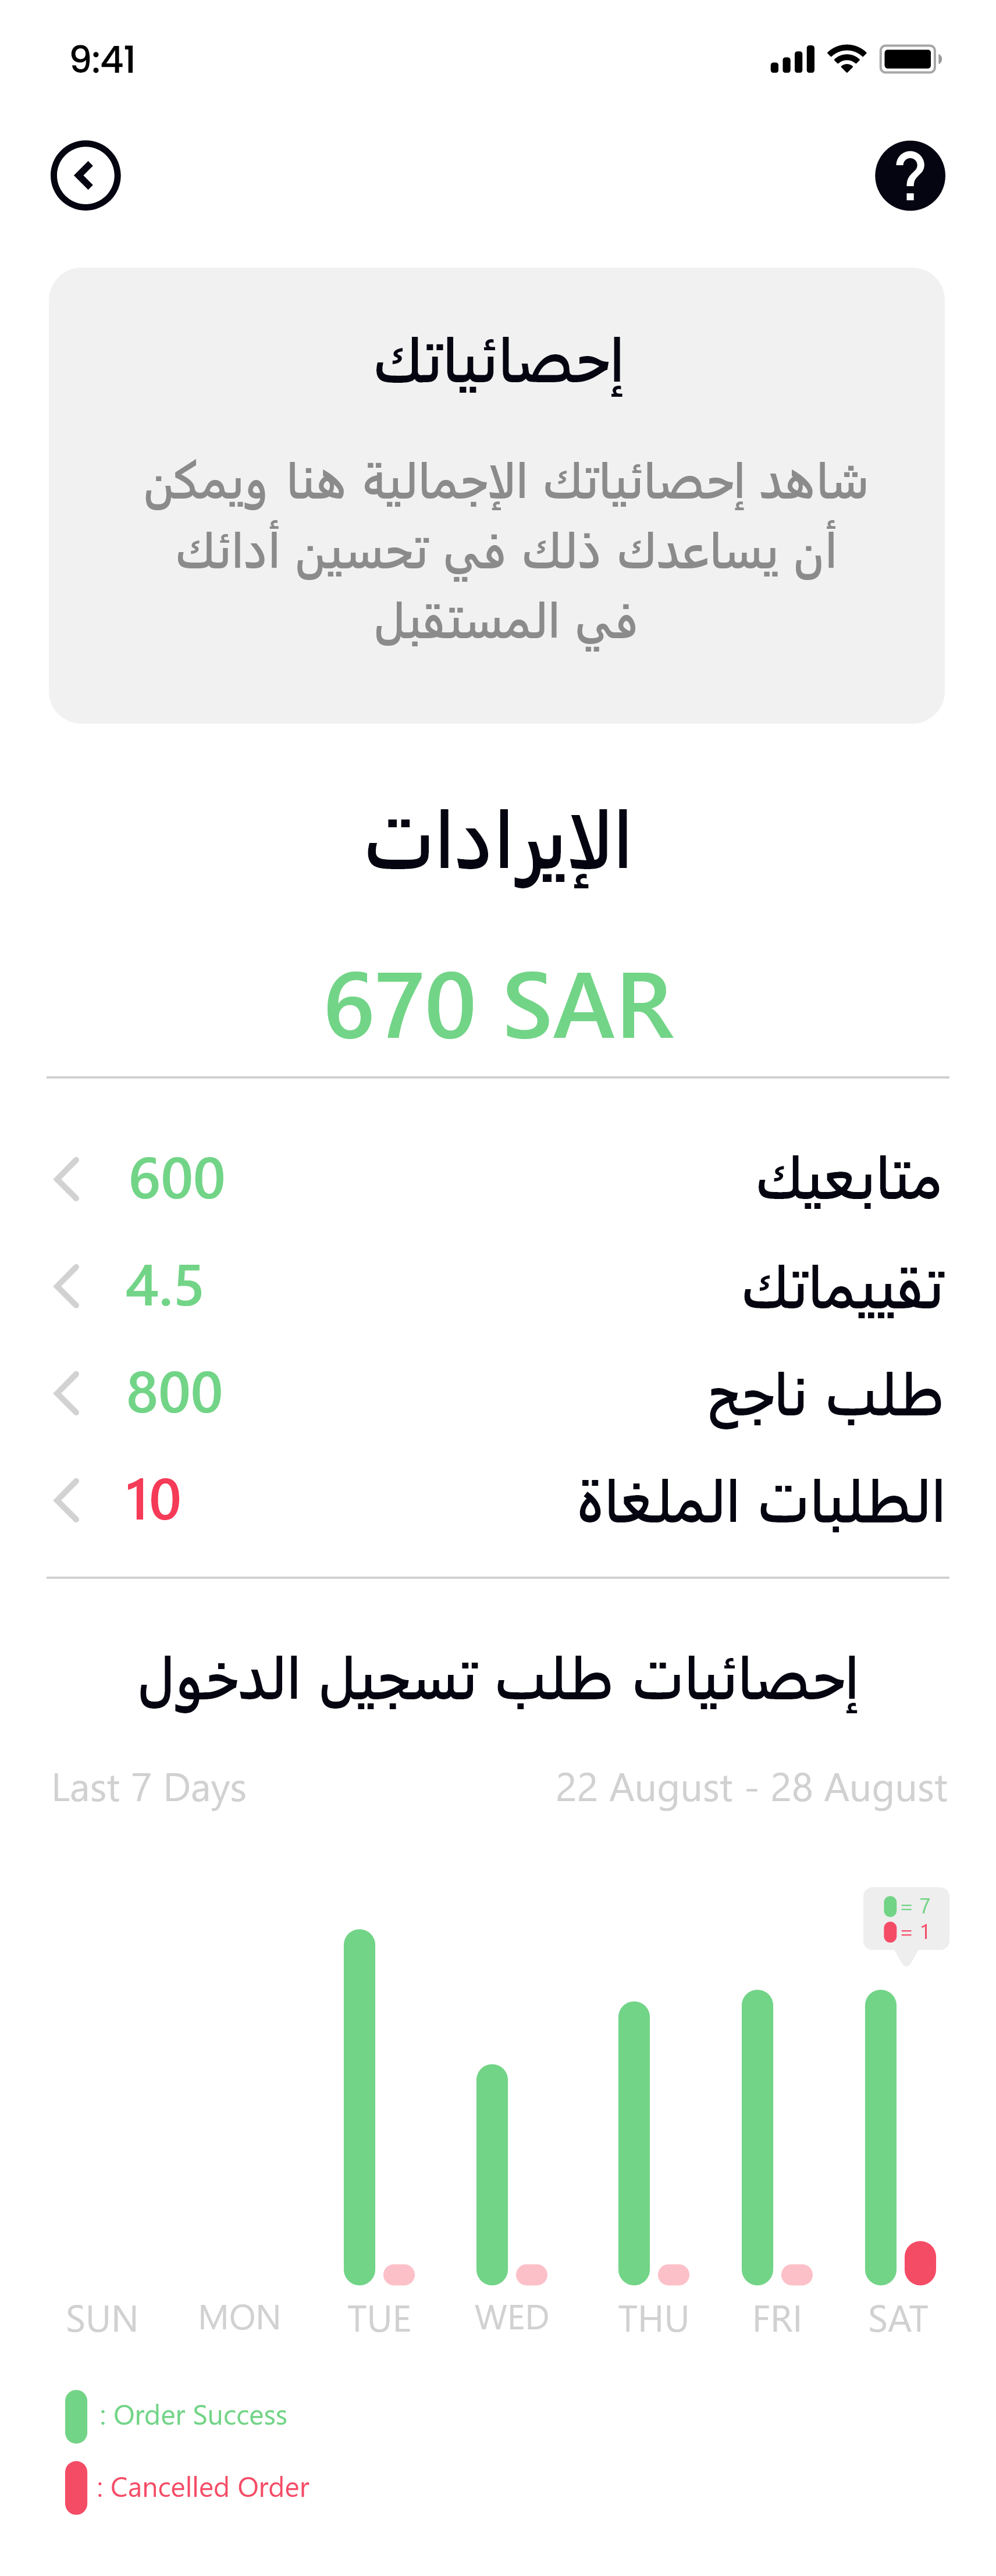 9:41
إحصائياتك
شاهد إحصائياتك الإجمالية هنا ويمكن
أن يساعدك ذلك في تحسين أدائك
في المستقبل
الإيرادات
670 SAR
متابعيك 600
تقييماتك 4.5
طلب ناجح 800
الطلبات الملغاة 10
إحصائيات طلب تسجيل الدخول
Last 7 Days 22 August - 28 August
= 7
= 1
SUN MON TUE WED THU FRI SAT
: Order Success
: Cancelled Order